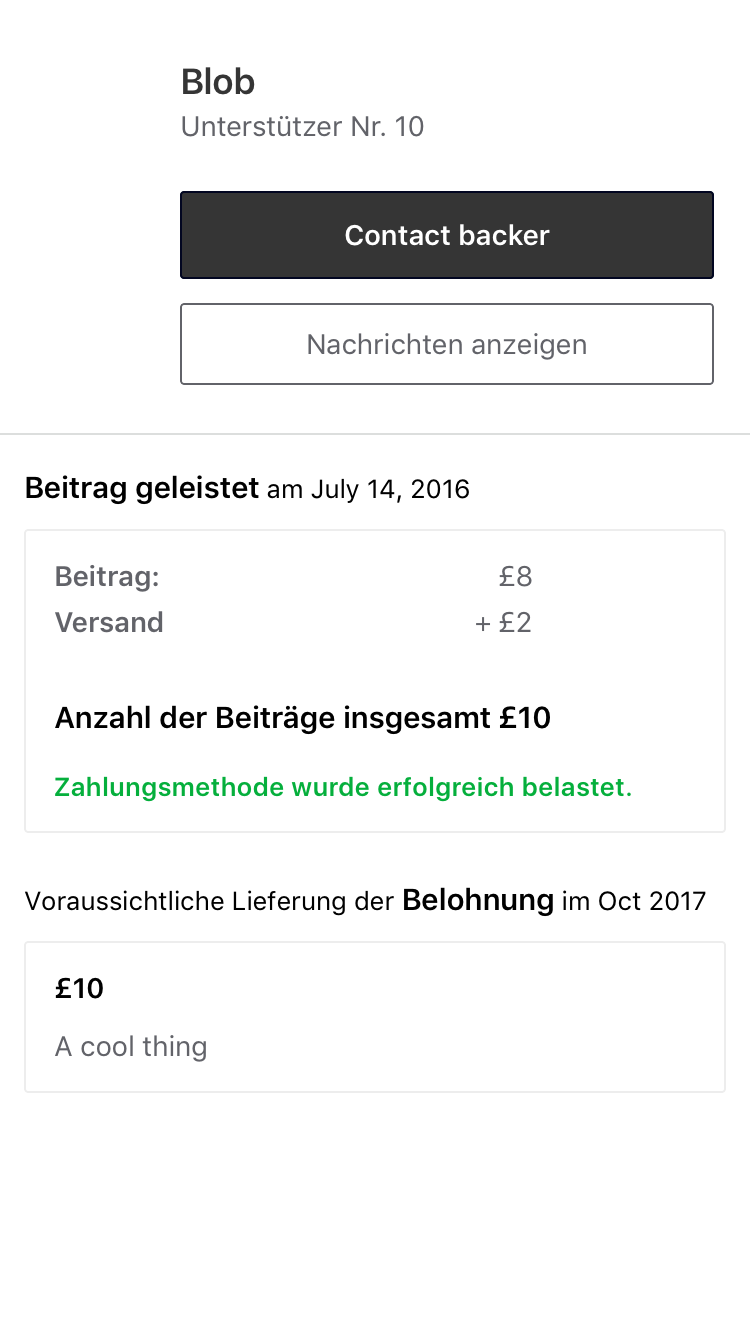 Blob
Unterstützer Nr. 10
Contact backer
Nachrichten anzeigen
Beitrag geleistet am July 14, 2016
Beitrag: £8
Versand + £2
Anzahl der Beiträge insgesamt £10
Zahlungsmethode wurde erfolgreich belastet.
Voraussichtliche Lieferung der Belohnung im Oct 2017
£10
A cool thing